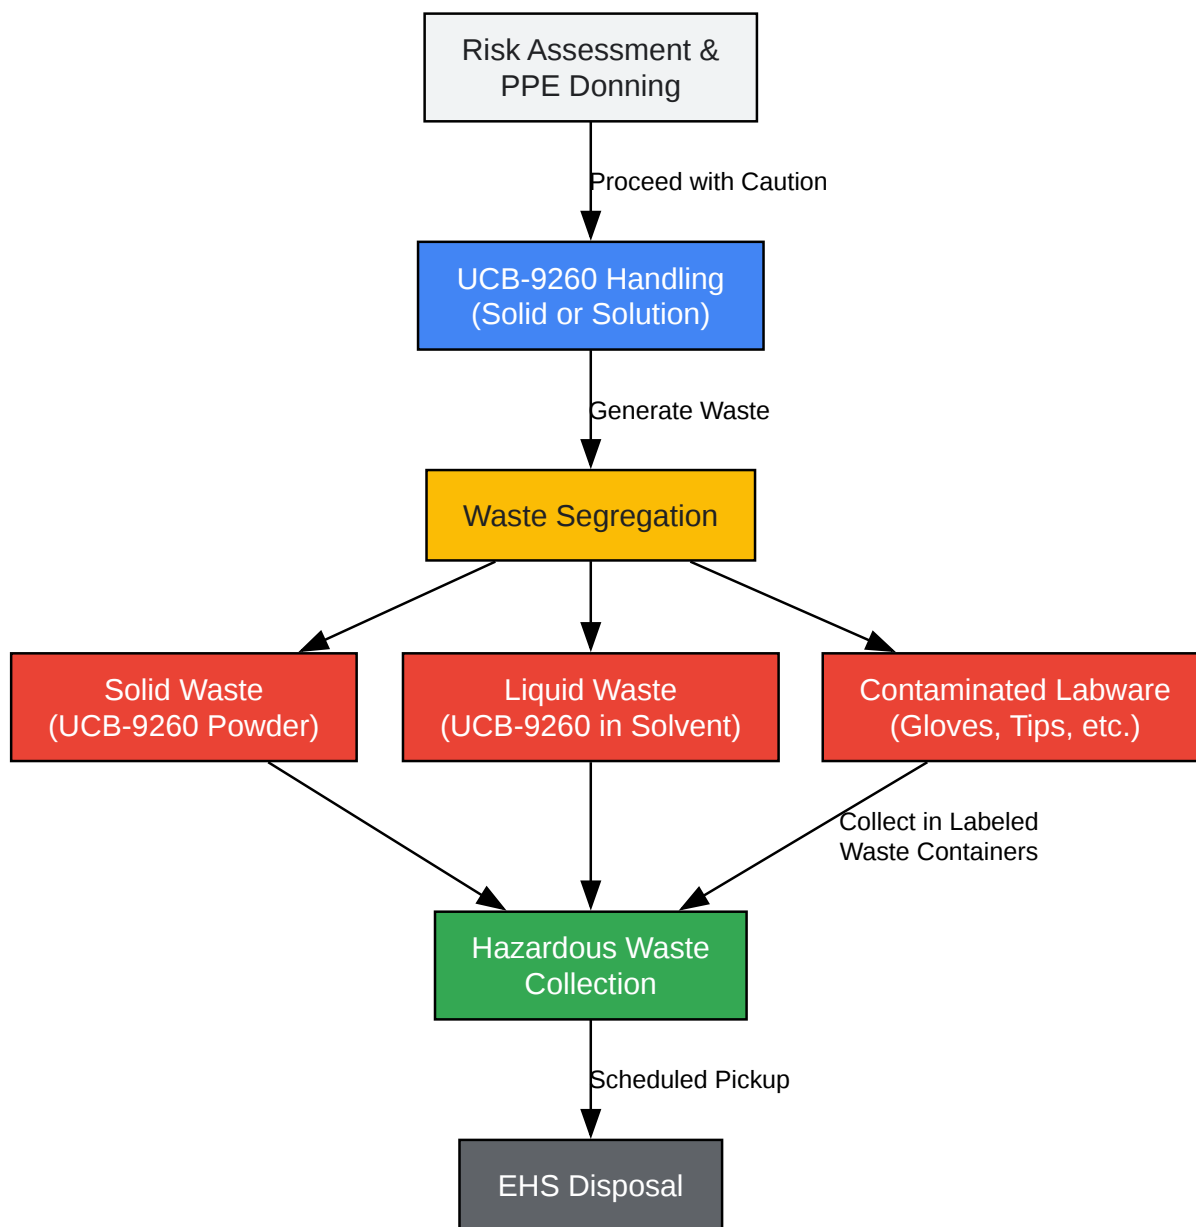 Risk Assessment &
PPE Donning
Proceed with Caution
UCB-9260 Handling
(Solid or Solution)
Generate Waste
Waste Segregation
Solid Waste
(UCB-9260 Powder)
Liquid Waste
(UCB-9260 in Solvent)
Contaminated Labware
(Gloves, Tips, etc.)
Collect in Labeled
Waste Containers
Hazardous Waste
Collection
Scheduled Pickup
EHS Disposal